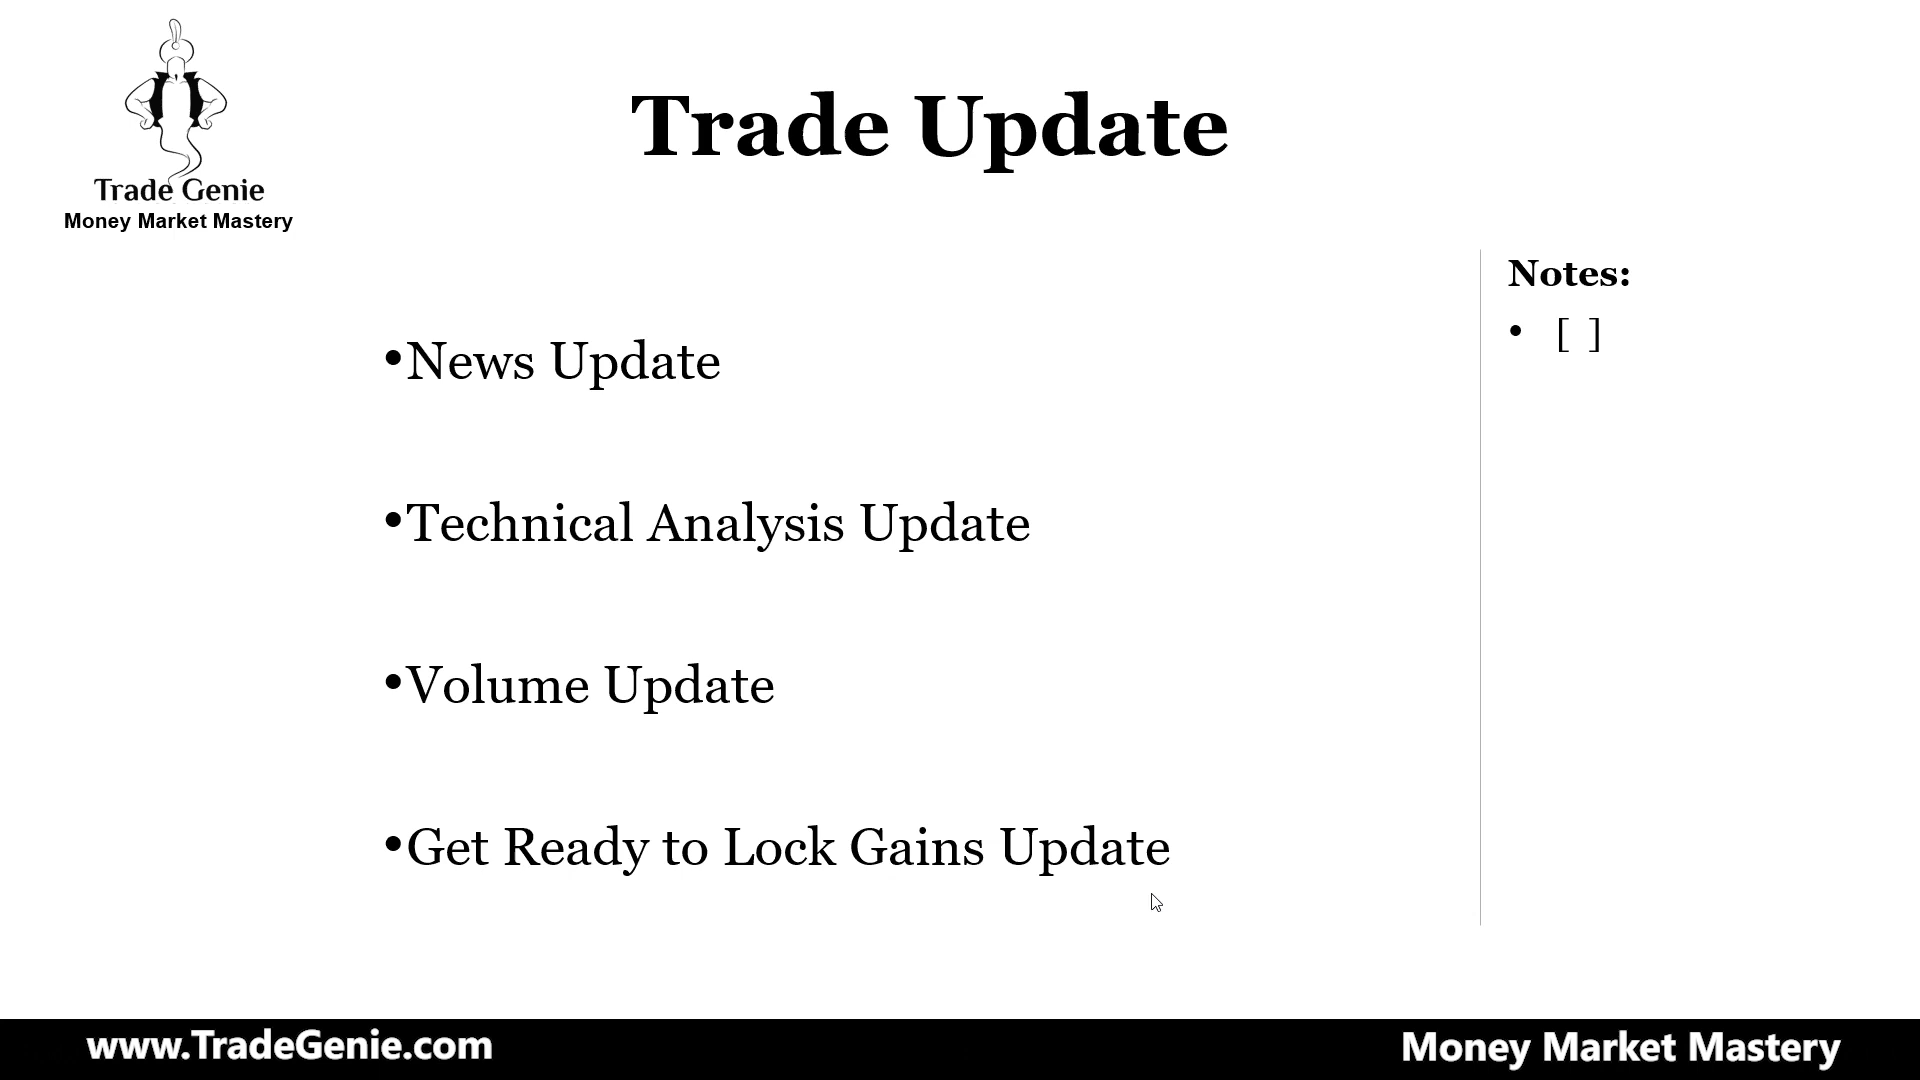 Trade Genie
Money Market Mastery
Trade Update
•News Update
•Technical Analysis Update
•Volume Update
•Get Ready to Lock Gains Update
Notes:
• [ ]
www.TradeGenie.com
Money Market Mastery